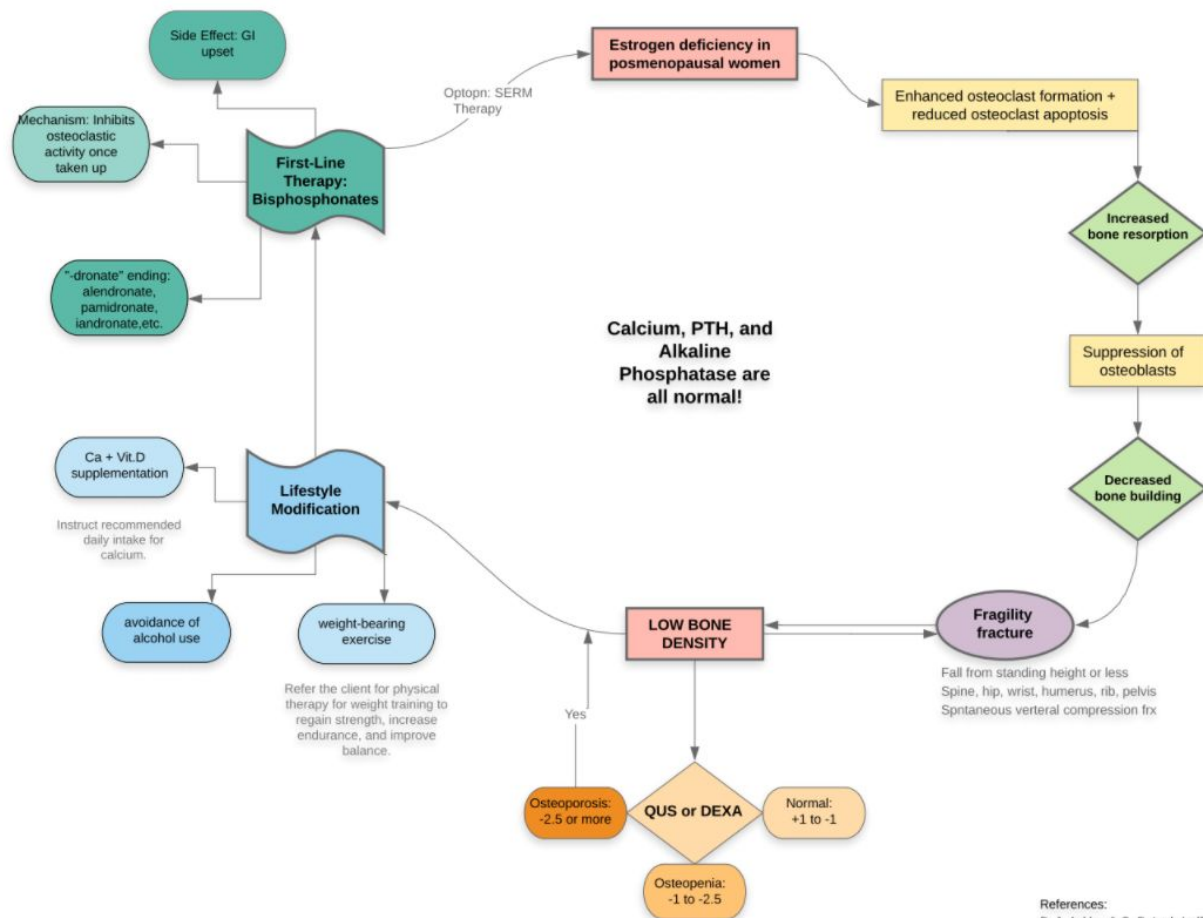 Side Effect: GI
upset
Mechanism: Inhibits
osteoclastic
activity once
taken up
First-Line
Therapy:
Bisphosphonates
"-dronate" ending:
alendronate,
pamidronate,
iandronate,etc.
Optopn: SERM
Therapy
Estrogen deficiency in
posmenopausal women
Enhanced osteoclast formation +
reduced osteoclast apoptosis
Increased
bone resorption
Suppression of
osteoblasts
Decreased
bone building
Calcium, PTH, and
Alkaline
Phosphatase are
all normal!
Ca + Vit.D
supplementation
Instruct recommended
daily intake for
calcium.
Lifestyle
Modification
avoidance of
alcohol use
weight-bearing
exercise
Refer the client for physical
therapy for weight training to
regain strength, increase
endurance, and improve
balance.
LOW BONE
DENSITY
Fragility
fracture
Fall from standing height or less
Spine, hip, wrist, humerus, rib, pelvis
Spntaneous verteral compression frx
Yes
Osteoporosis:
-2.5 or more
QUS or DEXA
Normal:
+1 to -1
Osteopenia:
-1 to -2.5
References: